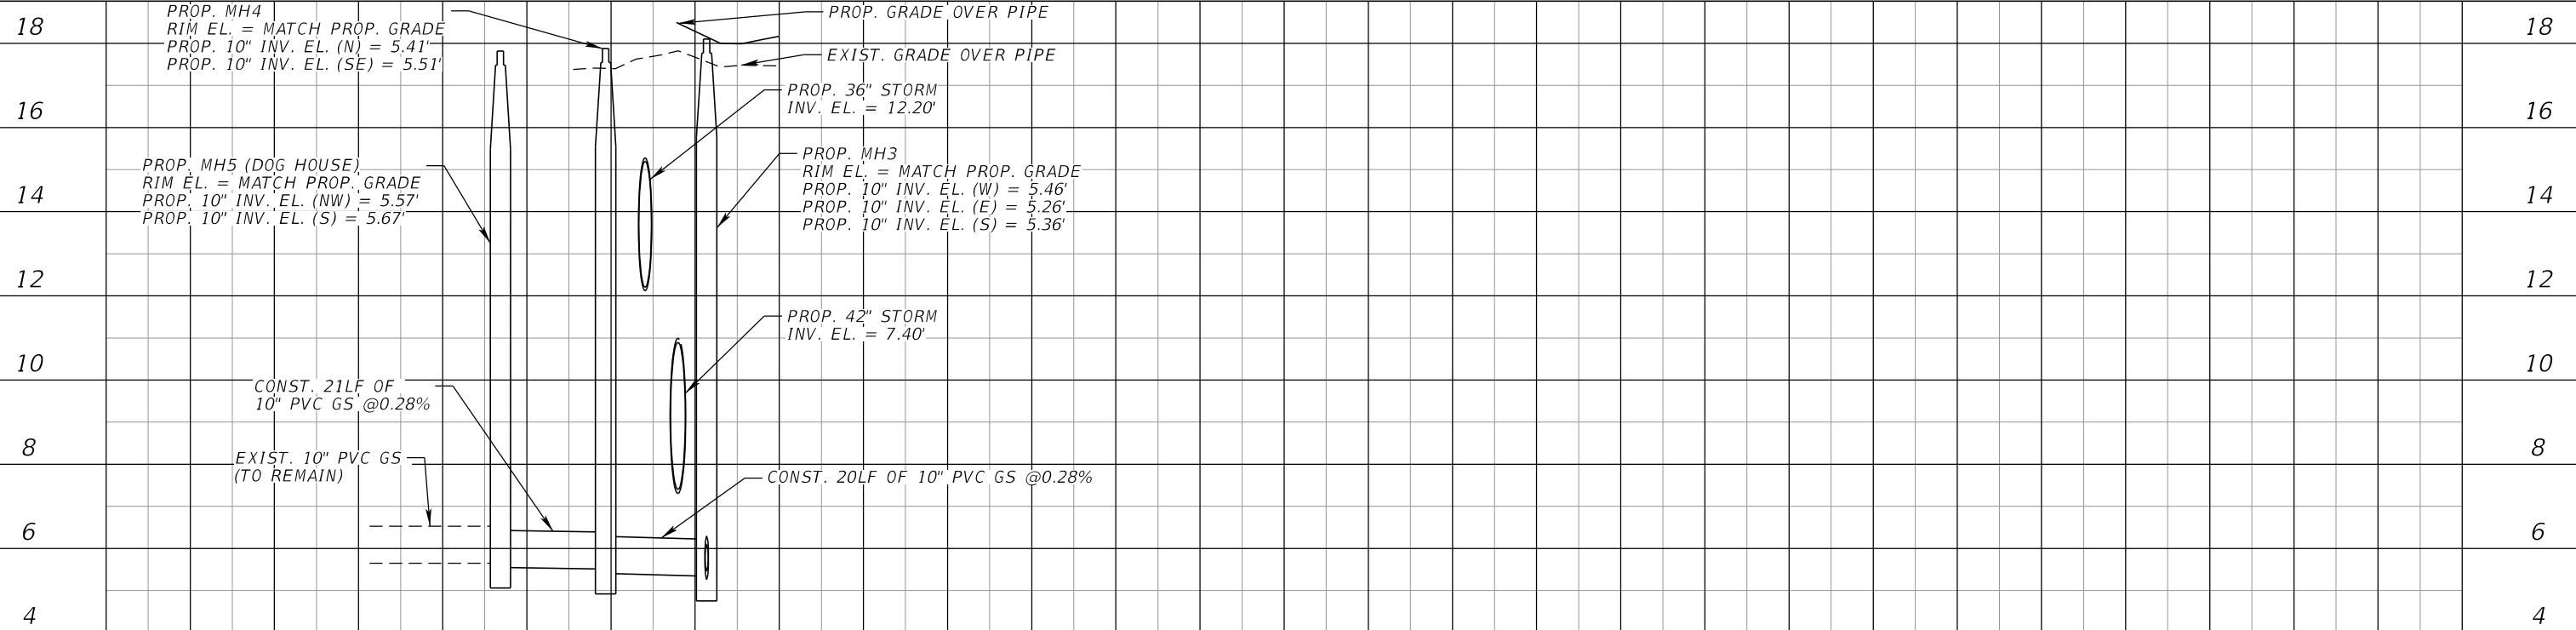 18
16
14
12
10
8
6
4
PROP. MH4
RIM EL. = MATCH PROP. GRADE
PROP. 10" INV. EL. (N) = 5.41'
PROP. 10" INV. EL. (SE) = 5.51'
PROP. MH5 (DOG HOUSE)
RIM EL. = MATCH PROP. GRADE
PROP. 10" INV. EL. (NW) = 5.57'
PROP. 10" INV. EL. (S) = 5.67'
CONST. 21LF OF
10" PVC GS @0.28%
EXIST. 10" PVC GS
(TO REMAIN)
PROP. GRADE OVER PIPE
EXIST. GRADE OVER PIPE
PROP. 36" STORM
INV. EL. = 12.20'
PROP. MH3
RIM EL. = MATCH PROP. GRADE
PROP. 10" INV. EL. (W) = 5.46'
PROP. 10" INV. EL. (E) = 5.26'
PROP. 10" INV. EL. (S) = 5.36'
PROP. 42" STORM
INV. EL. = 7.40'
CONST. 20LF OF 10" PVC GS @0.28%
18
16
14
12
10
8
6
4